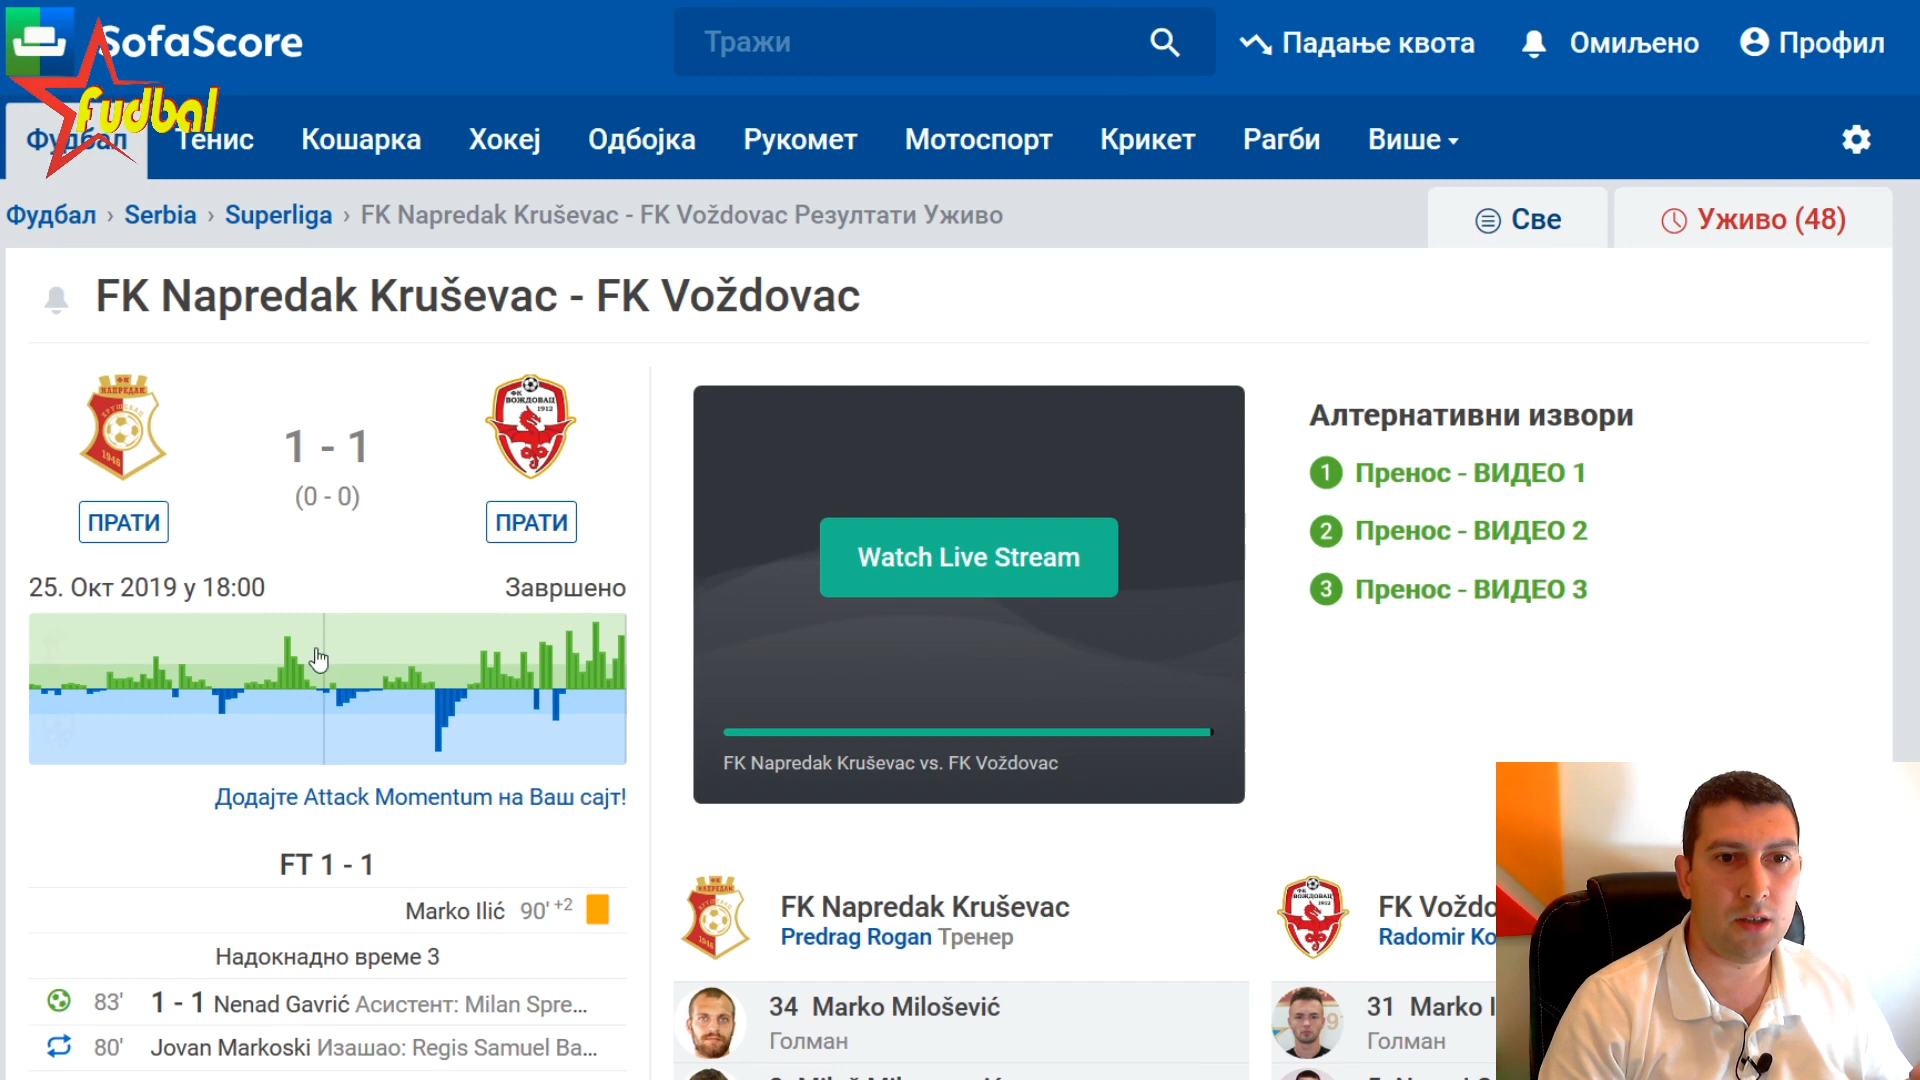 SofaScore
Тражи
Падање квота
Омиљено
Профил
fudbal
Фудбал
Тенис
Кошарка
Хокеј
Одбојка
Рукомет
Мотоспорт
Крикет
Рагби
Више
Фудбал › Serbia › Superliga › FK Napredak Kruševac - FK Voždovac Резултати Уживо
Све
Уживо (48)
FK Napredak Kruševac - FK Voždovac
1 - 1
(0 - 0)
ПРАТИ
ПРАТИ
25. Окт 2019 у 18:00
Завршено
Додајте Attack Momentum на Ваш сајт!
FT 1 - 1
Marko Ilić 90' +2
Надокнадно време 3
83' 1 - 1 Nenad Gavrić Асистент: Milan Spre...
80' Jovan Markoski Изашао: Regis Samuel Ba...
Watch Live Stream
FK Napredak Kruševac vs. FK Voždovac
Алтернативни извори
1 Пренос - ВИДЕО 1
2 Пренос - ВИДЕО 2
3 Пренос - ВИДЕО 3
FK Napredak Kruševac
Predrag Rogan Тренер
34 Marko Milošević
Голман
FK Voždo
Radomir Ko
31 Marko I
Голман